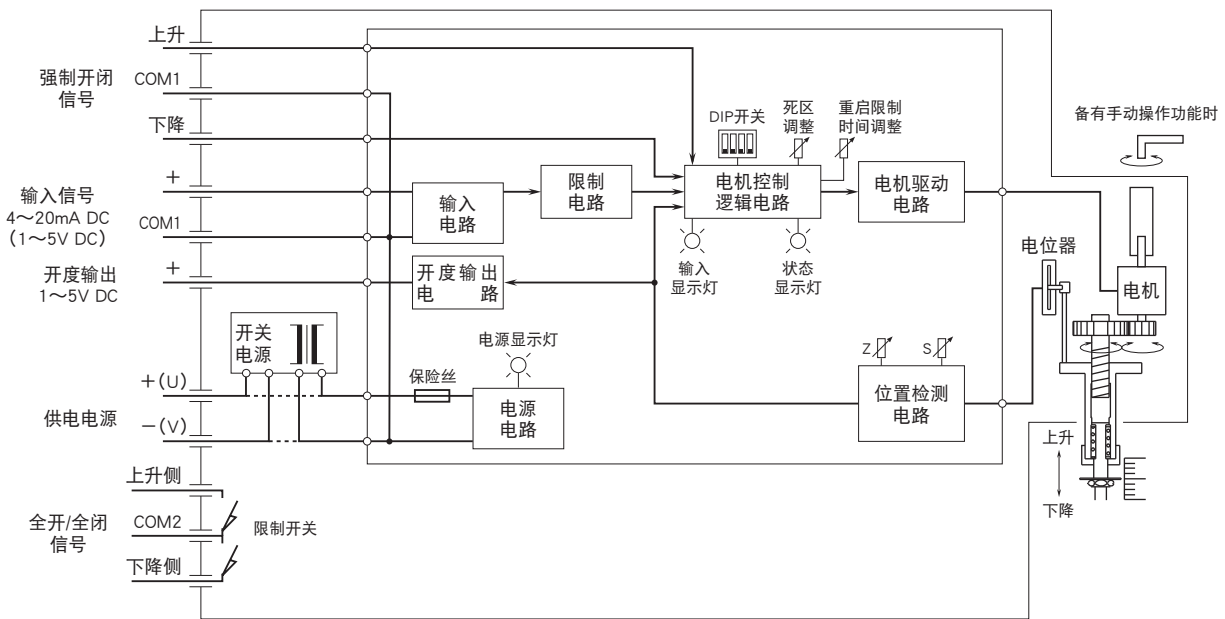 上升
强制开闭
信号
COM1
下降
DIP开关
死区
调整
重启限制
时间调整
备有手动操作功能时
+
输入信号
4～20mA DC
（1～5V DC）
COM1
输入
电路
限制
电路
电机控制
逻辑电路
电机驱动
电路
输入
显示灯
状态
显示灯
电位器
电机
开度输出
1～5V DC
+
开度输出
电 路
开关
电源
电源显示灯
Z
S
位置检测
电路
+(U)
供电电源
−(V)
保险丝
电源
电路
上升
下降
上升侧
全开/全闭
信号
COM2
下降侧
限制开关